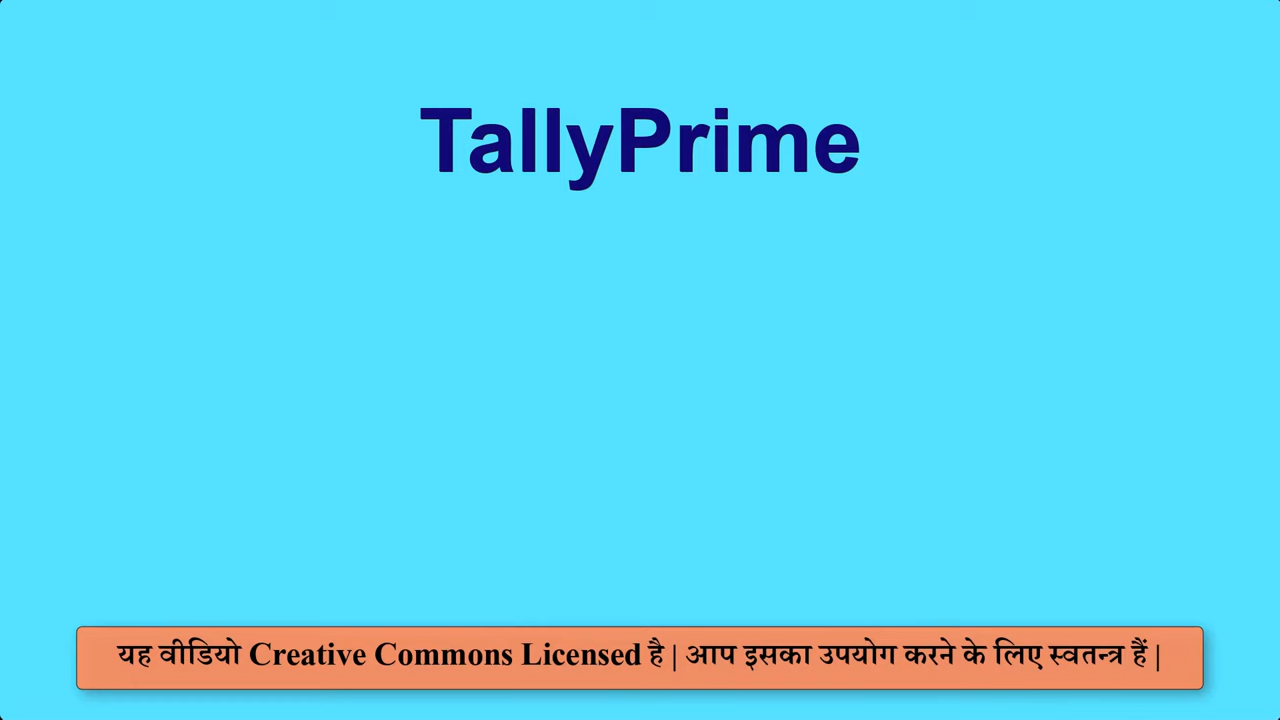 TallyPrime
यह वीडियो Creative Commons Licensed है | आप इसका उपयोग करने के लिए स्वतन्त्र हैं |